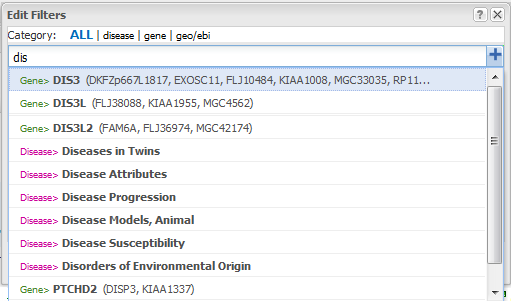 Edit Filters
Category: ALL | disease | gene | geo/ebi
dis
Gene> DIS3 (DKFZp667L1817, EXOSC11, FLJ10484, KIAA1008, MGC33035, RP11...
Gene> DIS3L (FLJ38088, KIAA1955, MGC4562)
Gene> DIS3L2 (FAM6A, FLJ36974, MGC42174)
Disease> Diseases in Twins
Disease> Disease Attributes
Disease> Disease Progression
Disease> Disease Models, Animal
Disease> Disease Susceptibility
Disease> Disorders of Environmental Origin
Gene> PTCHD2 (DISP3, KIAA1337)